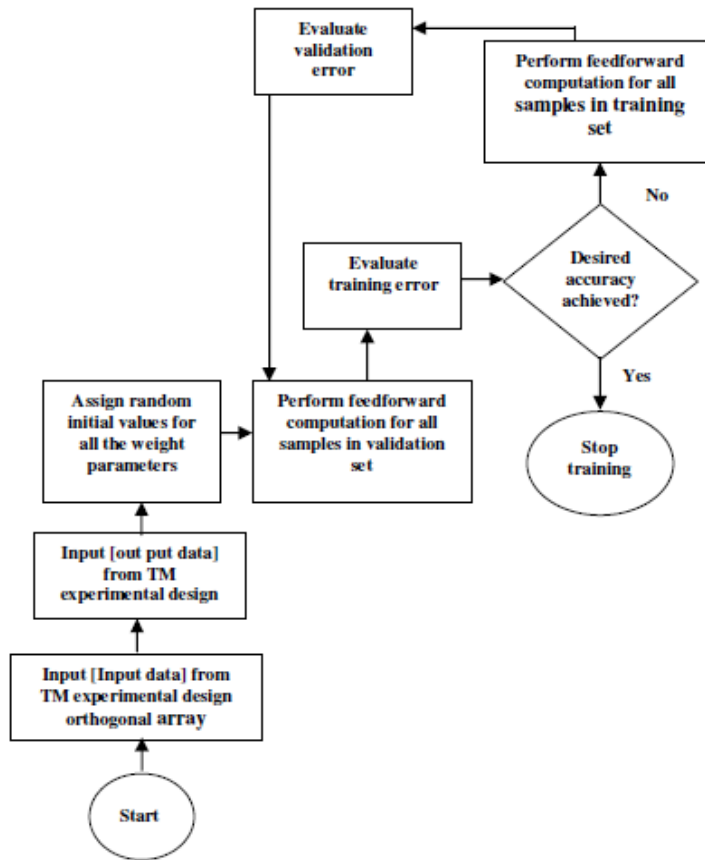 Evaluate
validation
error
Perform feedforward
computation for all
samples in training
set
No
Evaluate
training error
Desired
accuracy
achieved?
Yes
Assign random
initial values for
all the weight
parameters
Perform feedforward
computation for all
samples in validation
set
Stop
training
Input [out put data]
from TM
experimental design
Input [Input data] from
TM experimental design
orthogonal array
Start